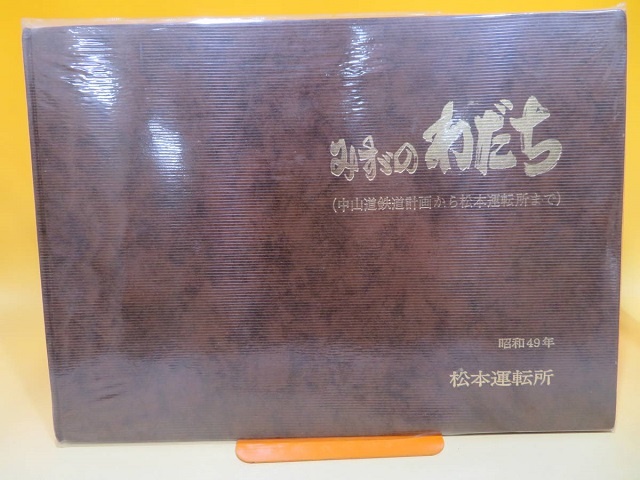 みすゞの わだち
(中山道鉄道計画から松本運転所まで)
昭和49年
松本運転所